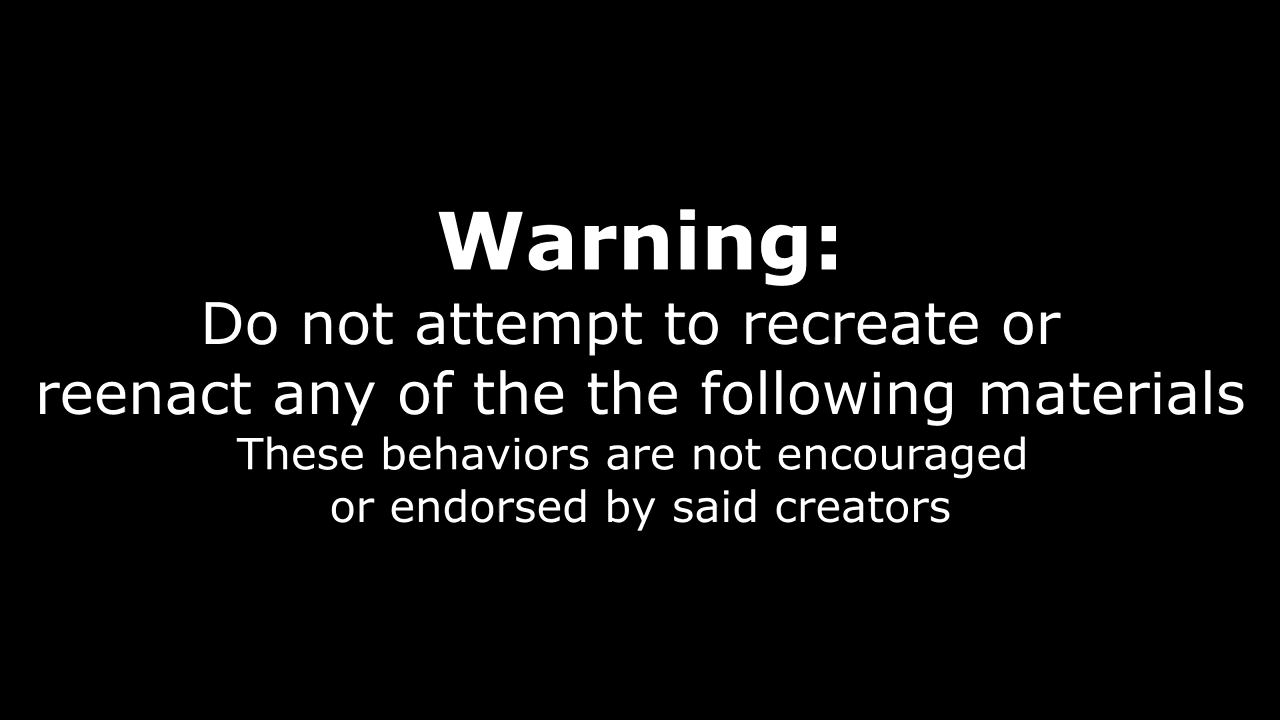 Warning:
Do not attempt to recreate or
reenact any of the the following materials
These behaviors are not encouraged
or endorsed by said creators